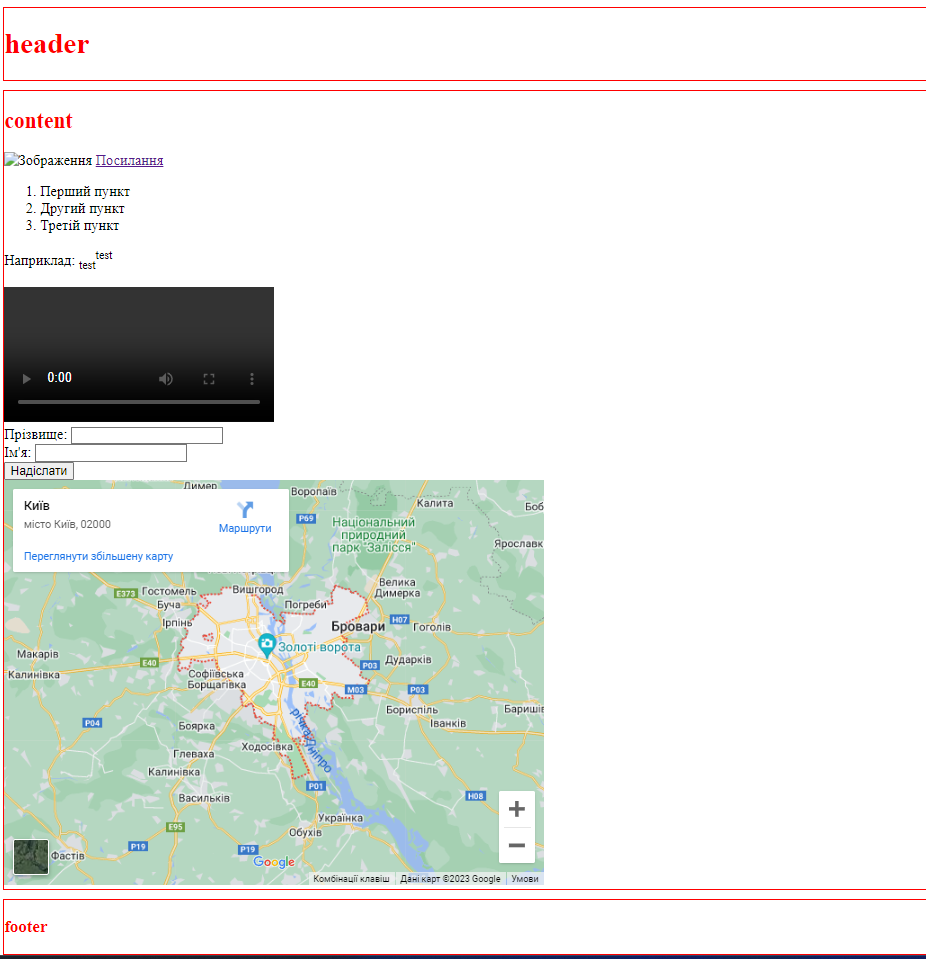 header
content
Зображення Посилання
1. Перший пункт
2. Другий пункт
3. Третій пункт
Наприклад: test test
0:00
Прізвище:
Ім'я:
Надіслати
Київ
місто Київ, 02000
Маршрути
Переглянути збільшену карту
Димер
Воропаїв
Калита
P69
Національний
природний
парк "Залісся"
Ярославк
Вишгород
Велика
Димерка
E373
Гостомель
Буча
Погреби
Ірпінь
Бровари
H07
Гоголів
Золоті ворота
Макарів
E40
Дударків
P03
Калинівка
Софіївська
Борщагівка
E40
M03
P03
Бориспіль
Іванків
Баришів
P04
Боярка
річка Дніпро
Ходосівка
Глеваха
Калинівка
P01
H08
Васильків
Українка
E95
Обухів
P19
P19
Фастів
Google
Комбінації клавіш
Дані карт ©2023 Google
Умови
footer